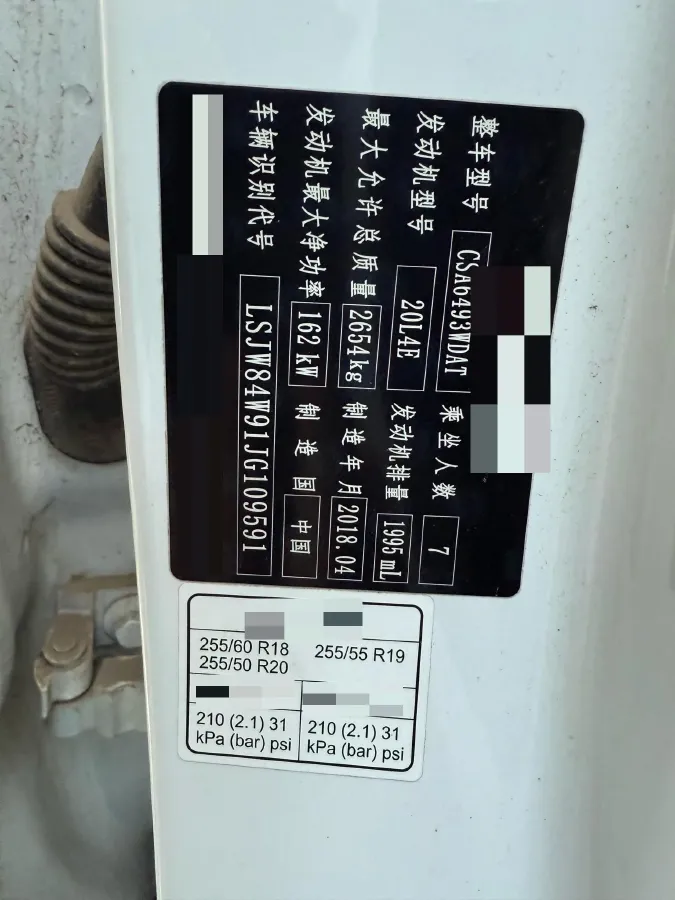 整车型号 CSA6493WDAT 乘坐人数 7
发动机型号 20L4E 发动机排量 1995mL
最大允许总质量 2654kg 制造年月 2018.04
发动机最大净功率 162kW 制造国 中国
车辆识别代号 LSJW84W91JG109591
255/60 R18 255/55 R19
255/50 R20
210 (2.1) 31 210 (2.1) 31
kPa (bar) psi kPa (bar) psi